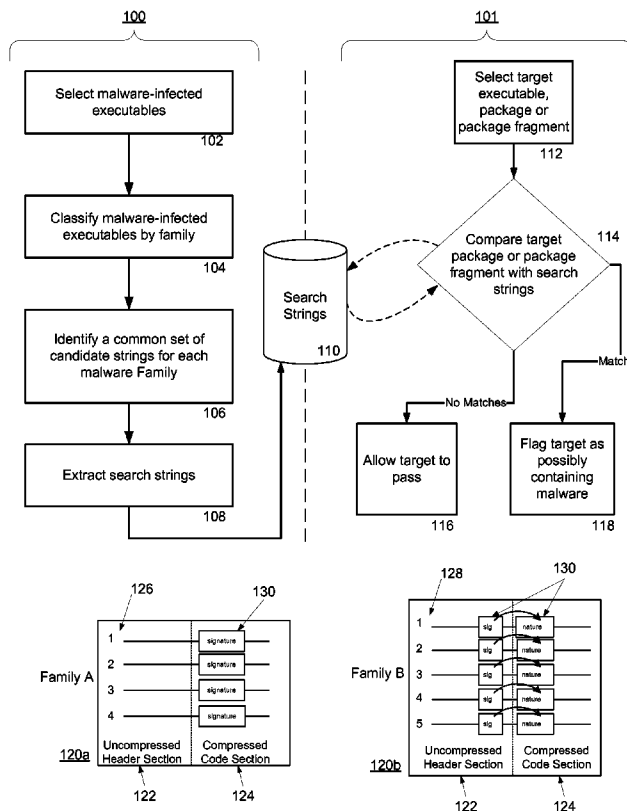 100
101
Select malware-infected
executables
102
Classify malware-infected
executables by family
104
Identify a common set of
candidate strings for each
malware Family
106
Extract search strings
108
Search
Strings
110
Select target
executable,
package or
package fragment
112
Compare target
package or package
fragment with search
strings
114
No Matches
Match
Allow target to
pass
116
Flag target as
possibly
containing
malware
118
126
130
1
signature
2
signature
Family A
3
signature
4
signature
Uncompressed
Header Section
Compressed
Code Section
120a
122
124
128
130
1
sig
nature
2
sig
nature
Family B
3
sig
nature
4
sig
nature
5
sig
nature
Uncompressed
Header Section
Compressed
Code Section
120b
122
124